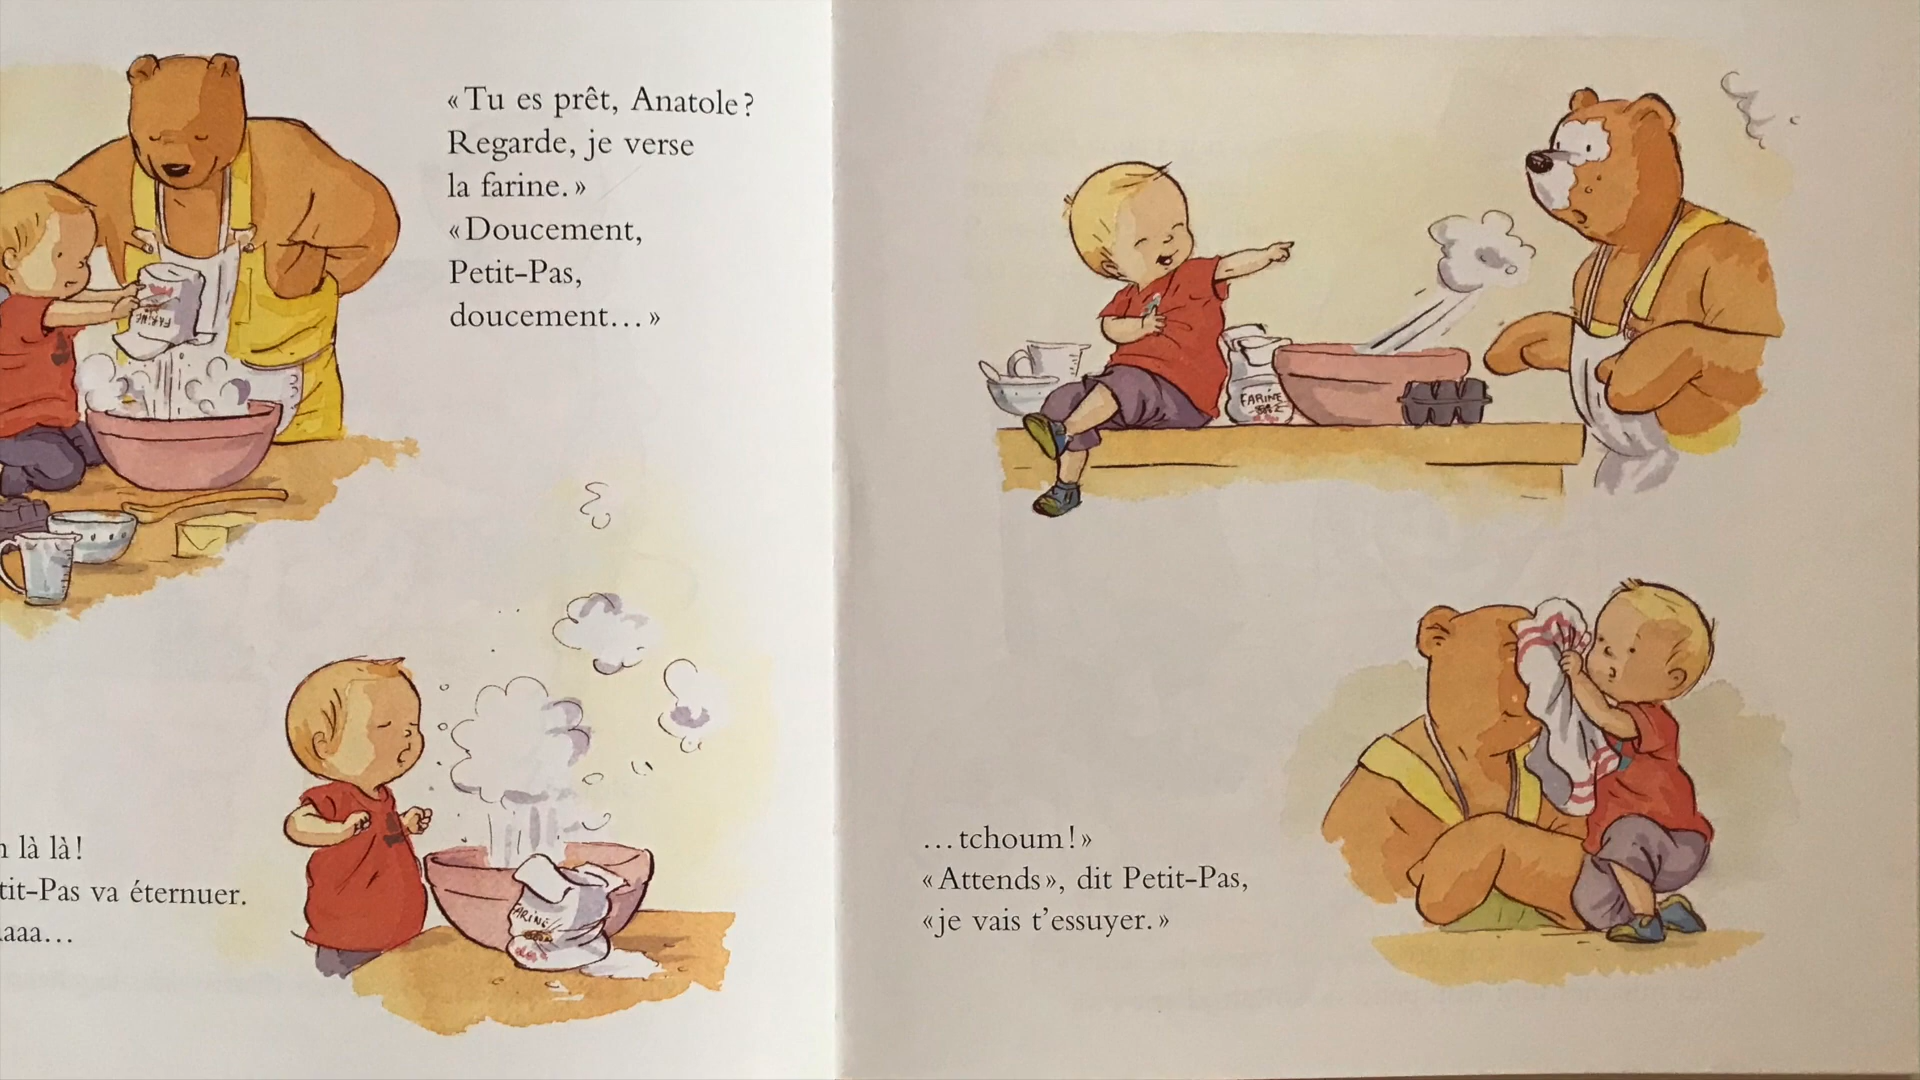 « Tu es prêt, Anatole ?
Regarde, je verse
la farine. »
« Doucement,
Petit-Pas,
doucement... »
FARINE
là là !
va éternuer.
FARINE
FARINE
...tchoum ! »
« Attends », dit Petit-Pas,
« je vais t'essuyer. »